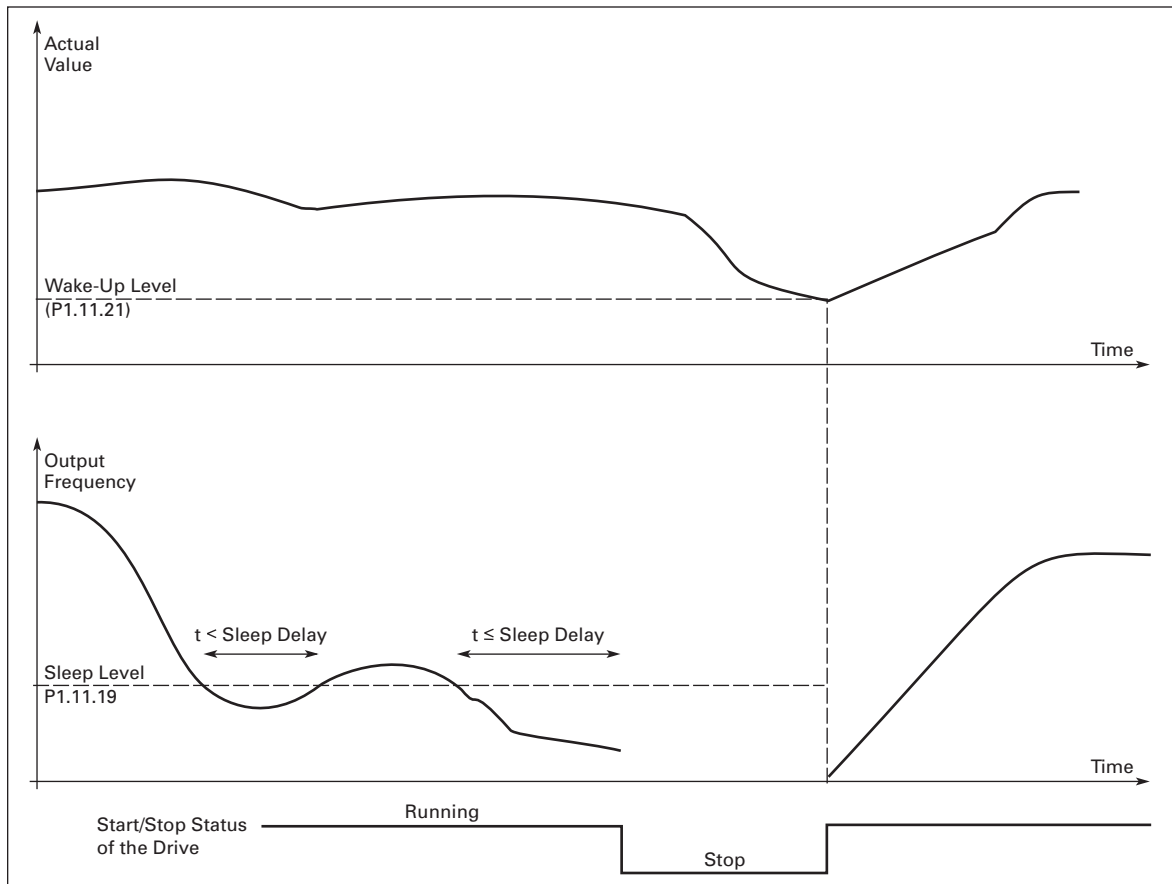 Actual
Value
Wake-Up Level
(P1.11.21)
Time
Output
Frequency
t < Sleep Delay
t ≤ Sleep Delay
Sleep Level
P1.11.19
Time
Running
Start/Stop Status
of the Drive
Stop